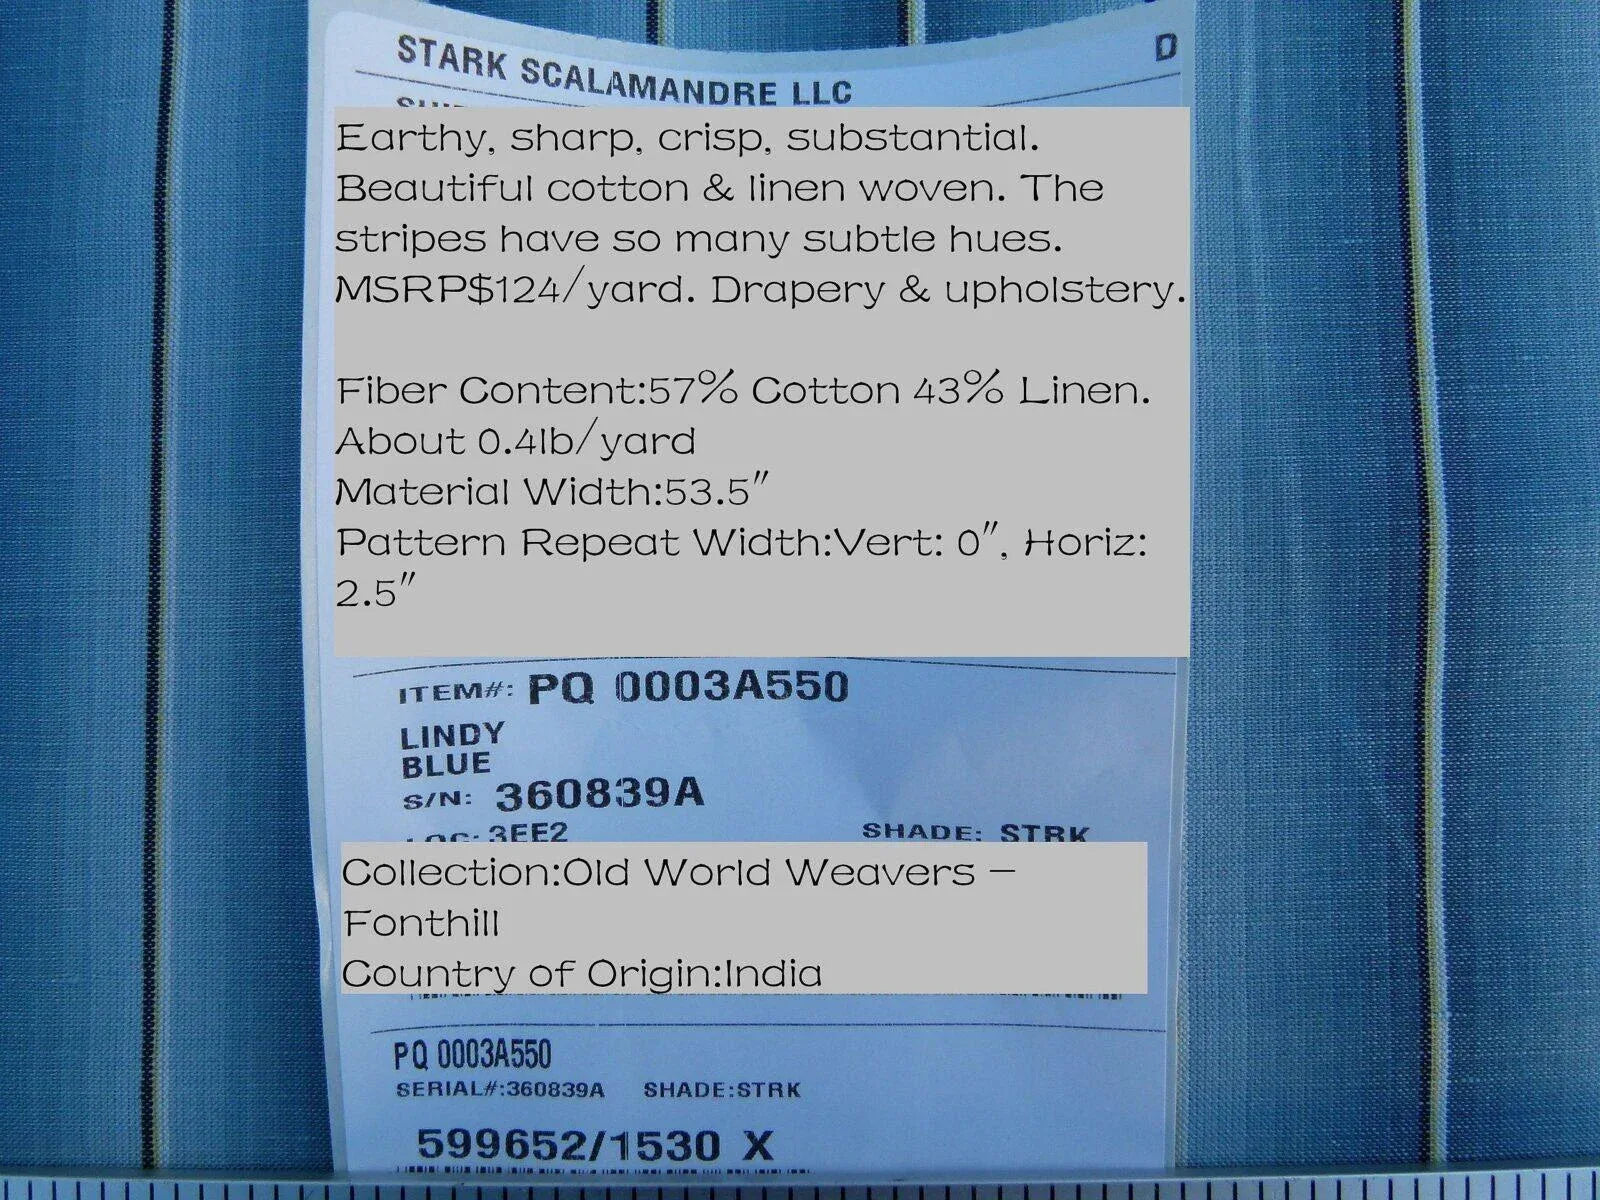 STARK SCALAMANDRE LLC D
Earthy, sharp, crisp, substantial.
Beautiful cotton & linen woven. The
stripes have so many subtle hues.
MSRP$124/yard. Drapery & upholstery.
Fiber Content:57% Cotton 43% Linen.
About 0.4lb/yard
Material Width:53.5"
Pattern Repeat Width:Vert: 0", Horiz:
2.5"
ITEM#: PQ 0003A550
LINDY
BLUE
S/N: 360839A
LOC: 3EE2 SHADE: STRK
Collection:Old World Weavers –
Fonthill
Country of Origin:India
PQ 0003A550
SERIAL#:360839A SHADE:STRK
599652/1530 X